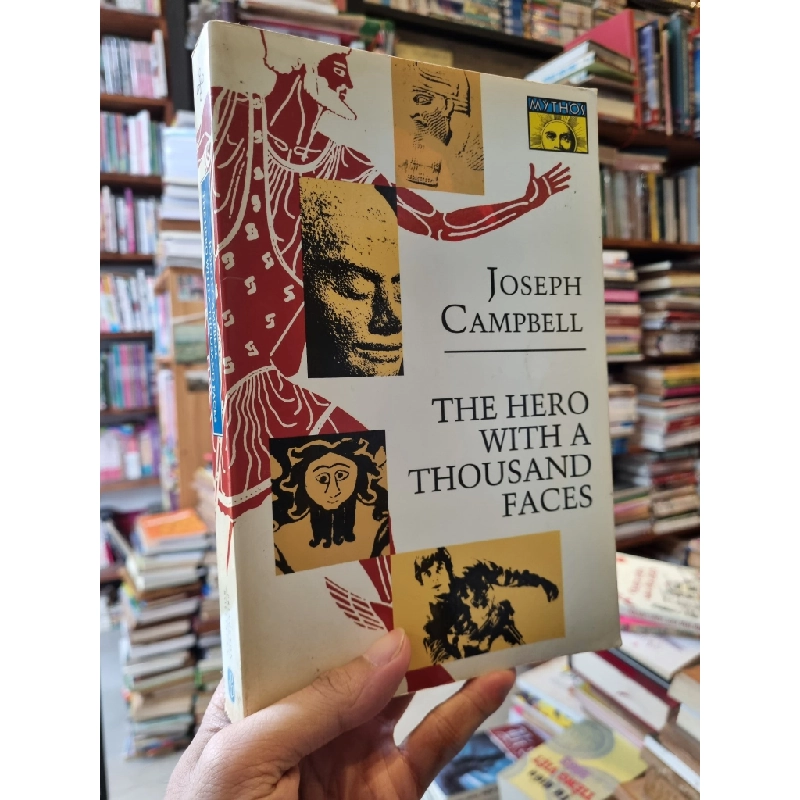 MYTHOS
JOSEPH
CAMPBELL
THE HERO
WITH A
THOUSAND
FACES